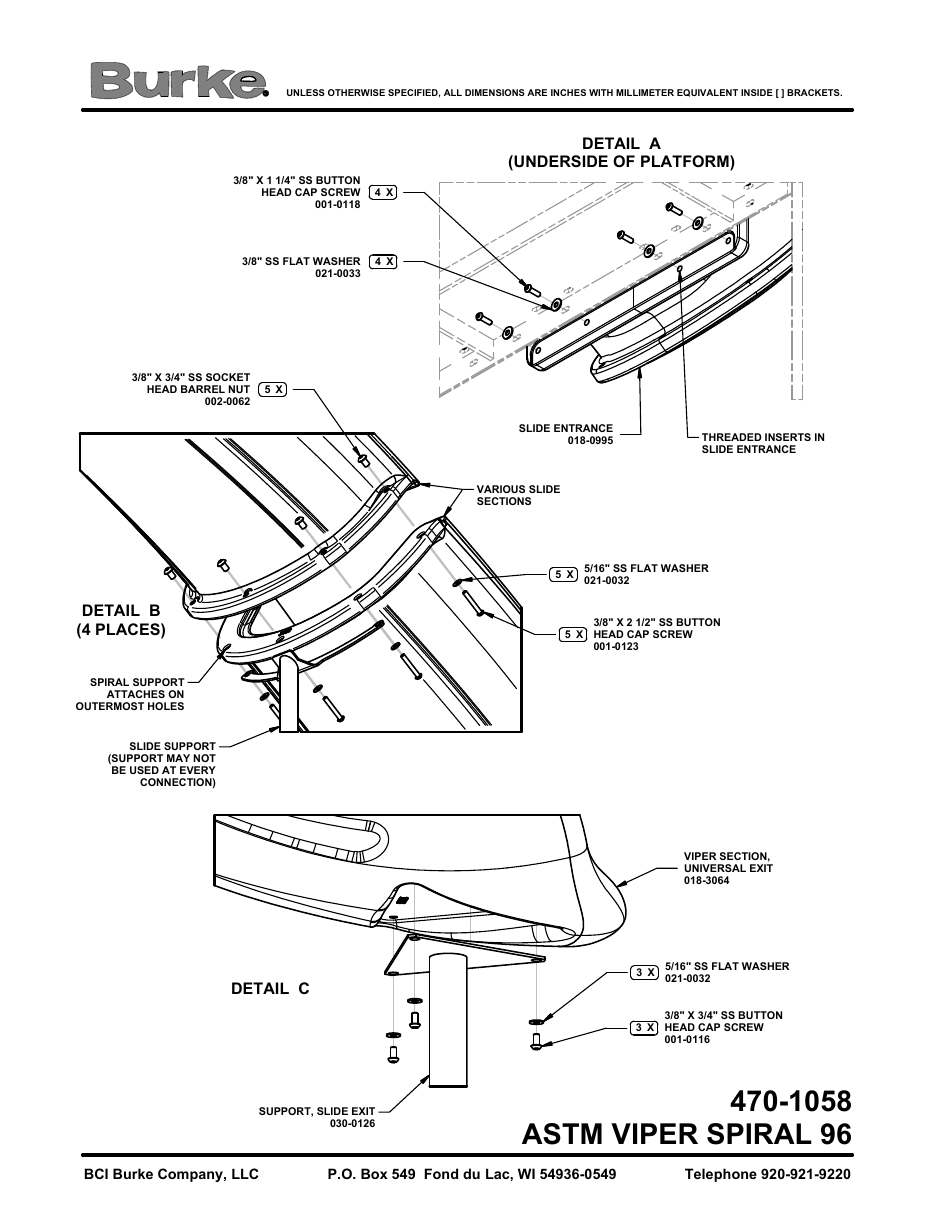 Burke
UNLESS OTHERWISE SPECIFIED, ALL DIMENSIONS ARE INCHES WITH MILLIMETER EQUIVALENT INSIDE [ ] BRACKETS.
DETAIL A
(UNDERSIDE OF PLATFORM)
3/8" X 1 1/4" SS BUTTON
HEAD CAP SCREW 4 X
001-0118
3/8" SS FLAT WASHER 4 X
021-0033
3/8" X 3/4" SS SOCKET
HEAD BARREL NUT 5 X
002-0062
SLIDE ENTRANCE
018-0995
THREADED INSERTS IN
SLIDE ENTRANCE
VARIOUS SLIDE
SECTIONS
5 X 5/16" SS FLAT WASHER
021-0032
DETAIL B
(4 PLACES)
3/8" X 2 1/2" SS BUTTON
5 X HEAD CAP SCREW
001-0123
SPIRAL SUPPORT
ATTACHES ON
OUTERMOST HOLES
SLIDE SUPPORT
(SUPPORT MAY NOT
BE USED AT EVERY
CONNECTION)
VIPER SECTION,
UNIVERSAL EXIT
018-3064
DETAIL C
3 X 5/16" SS FLAT WASHER
021-0032
3/8" X 3/4" SS BUTTON
3 X HEAD CAP SCREW
001-0116
SUPPORT, SLIDE EXIT
030-0126
470-1058
ASTM VIPER SPIRAL 96
BCI Burke Company, LLC P.O. Box 549 Fond du Lac, WI 54936-0549 Telephone 920-921-9220